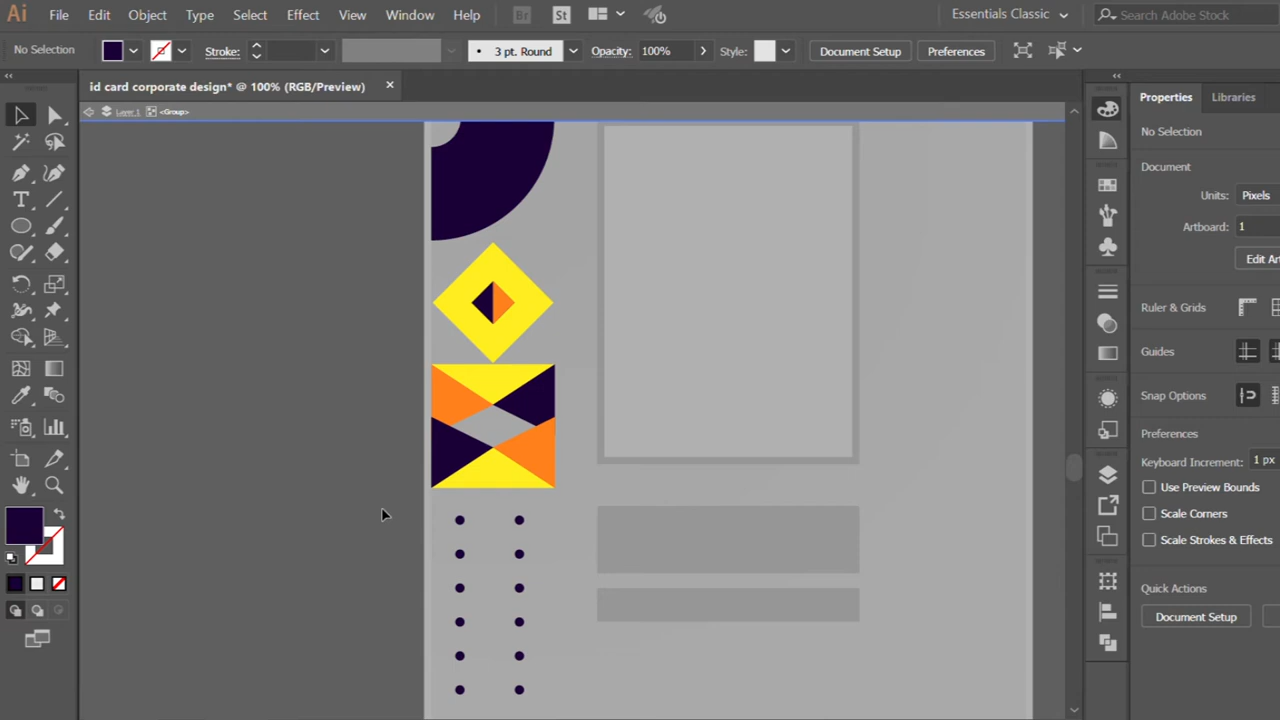 Ai File Edit Object Type Select Effect View Window Help Br St Essentials Classic Search Adobe Stock
No Selection Stroke: 3 pt. Round Opacity: 100% Style: Document Setup Preferences
id card corporate design* @ 100% (RGB/Preview)
Layer 1 <Group>
Properties Libraries
No Selection
Document
Units: Pixels
Artboard: 1
Edit Ar
Ruler & Grids
Guides
Snap Options
Preferences
Keyboard Increment: 1 px
Use Preview Bounds
Scale Corners
Scale Strokes & Effects
Quick Actions
Document Setup